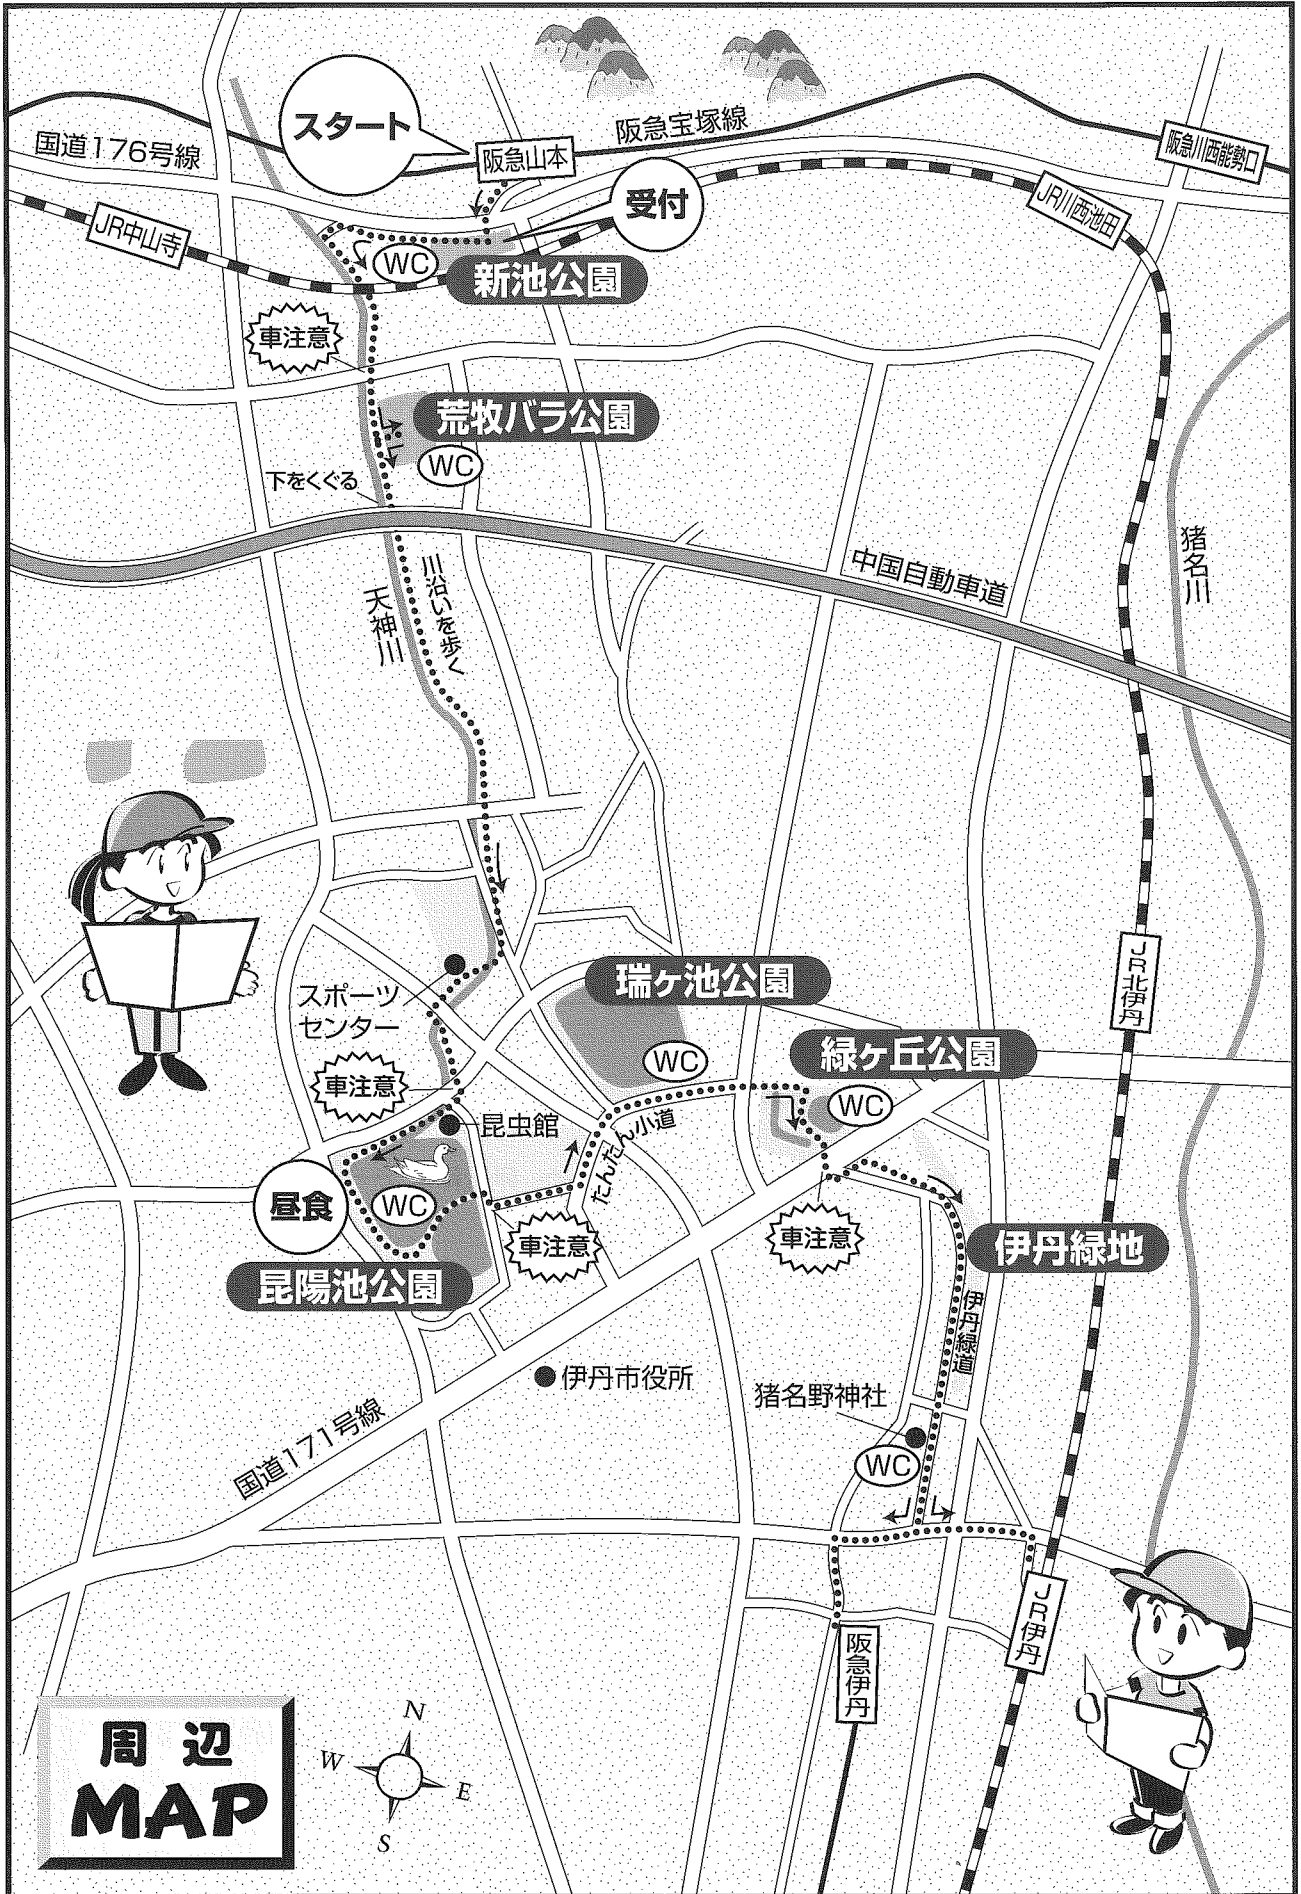 スタート
阪急宝塚線
国道176号線
阪急山本
阪急川西能勢口
受付
JR川西池田
JR中山寺
WC
新池公園
車注意
荒牧バラ公園
WC
下をくぐる
川沿いを歩く
天神川
中国自動車道
猪名川
スポーツ
センター
瑞ヶ池公園
WC
JR北伊丹
緑ヶ丘公園
WC
車注意
昆虫館
たんたん小道
昼食
WC
車注意
車注意
伊丹緑地
昆陽池公園
伊丹緑道
伊丹市役所
猪名野神社
WC
国道171号線
JR伊丹
阪急伊丹
周辺
MAP
N
W
E
S